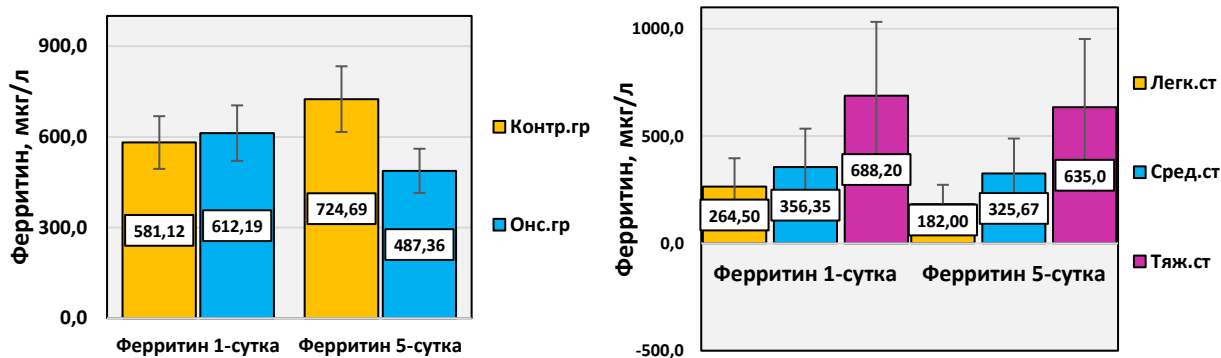 Ферритин, мкг/л
900,0
600,0
300,0
0,0
581,12
612,19
724,69
487,36
Ферритин 1-сутка
Ферритин 5-сутка
Контр.гр
Онс.гр
Ферритин, мкг/л
1000,0
500,0
0,0
-500,0
264,50
356,35
688,20
182,00
325,67
635,0
Ферритин 1-сутка
Ферритин 5-сутка
Легк.ст
Сред.ст
Тяж.ст